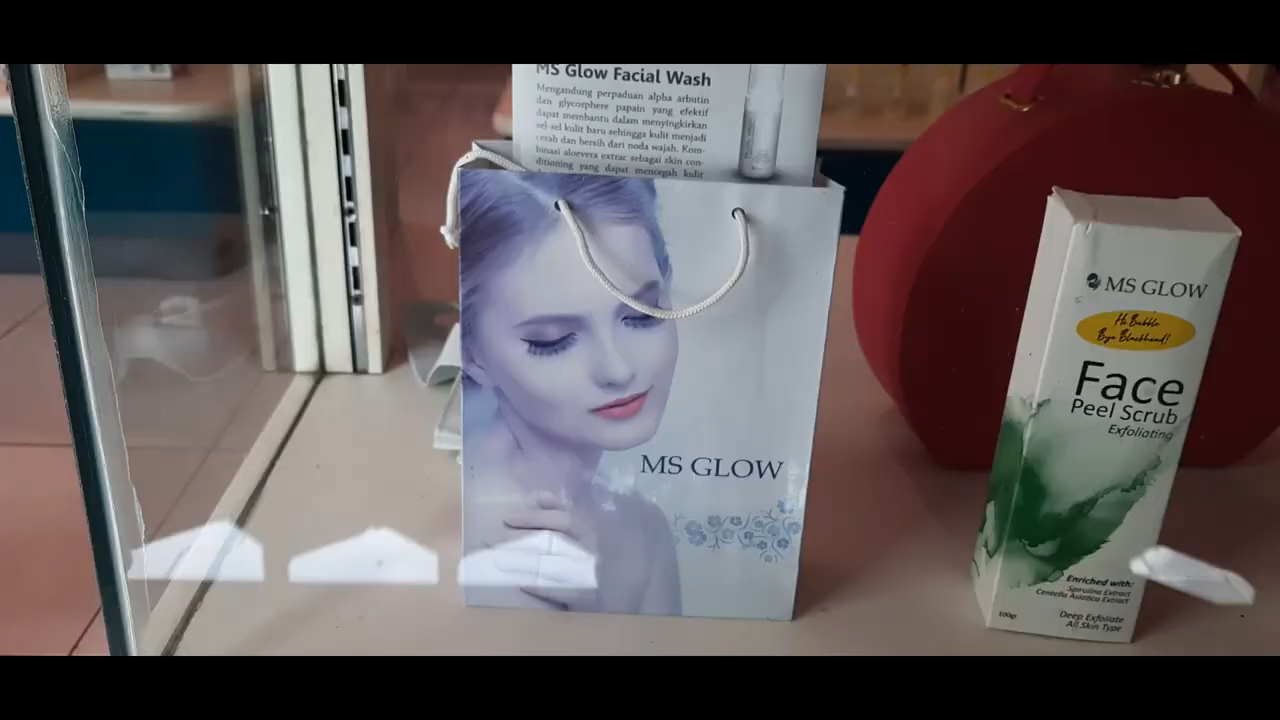 MS Glow Facial Wash
Mengandung perpaduan alpha arbutin
dan glycosphere papain yang efektif
dapat membantu dalam menyingkirkan
sel-sel kulit baru sehingga kulit menjadi
cerah dan bersih dari noda wajah. Kom-
binasi aloevera extrac sebagai skin con-
ditioning yang dapat mencegah kulit
MS GLOW
MS GLOW
Hi Bubble
Bye Blackhead!
Face
Peel Scrub
Exfoliating
Enriched with:
Spirulina Extract
Centella Asiatica Extract
100gr
Deep Exfoliate
All Skin Type